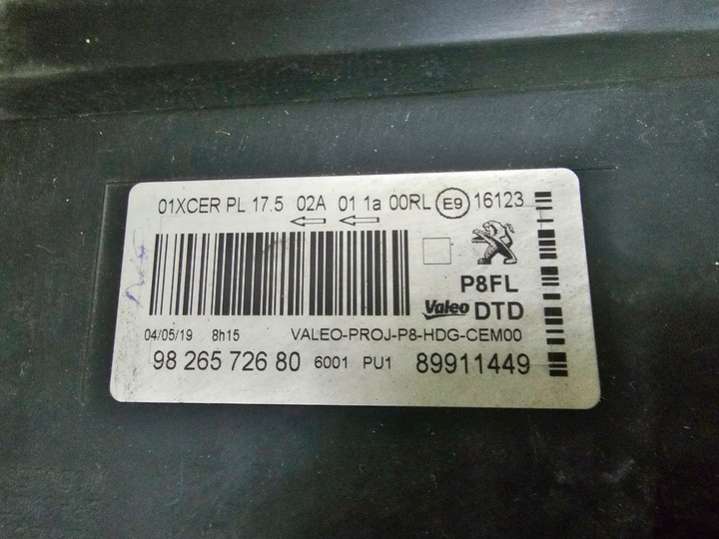 01XCER PL 17.5 02A 01 1a 00RL E9 16123
P8FL
Valeo DTD
04/05/19 8h15 VALEO-PROJ-P8-HDG-CEM00
98 265 726 80 6001 PU1 89911449